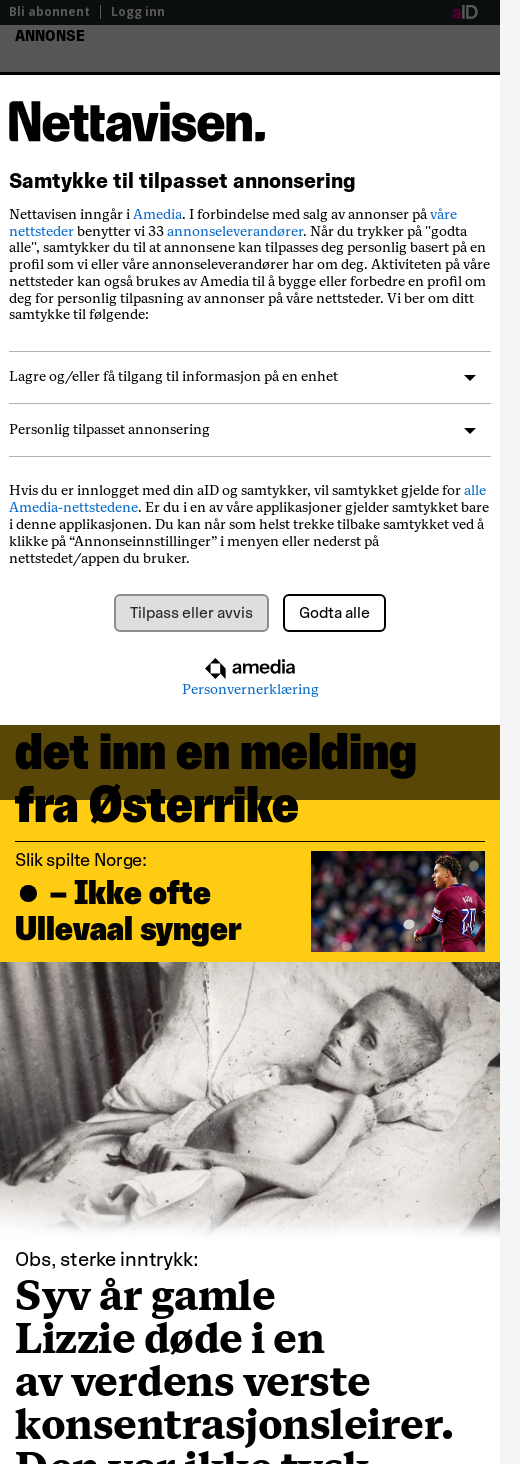 Bli abonnent | Logg inn
aID
ANNONSE
Nettavisen.
Samtykke til tilpasset annonsering
Nettavisen inngår i Amedia. I forbindelse med salg av annonser på våre
nettsteder benytter vi 33 annonseleverandører. Når du trykker på "godta
alle", samtykker du til at annonsene kan tilpasses deg personlig basert på en
profil som vi eller våre annonseleverandører har om deg. Aktiviteten på våre
nettsteder kan også brukes av Amedia til å bygge eller forbedre en profil om
deg for personlig tilpasning av annonser på våre nettsteder. Vi ber om ditt
samtykke til følgende:
Lagre og/eller få tilgang til informasjon på en enhet
Personlig tilpasset annonsering
Hvis du er innlogget med din aID og samtykker, vil samtykket gjelde for alle
Amedia-nettstedene. Er du i en av våre applikasjoner gjelder samtykket bare
i denne applikasjonen. Du kan når som helst trekke tilbake samtykket ved å
klikke på “Annonseinnstillinger” i menyen eller nederst på
nettstedet/appen du bruker.
Tilpass eller avvis
Godta alle
amedia
Personvernerklæring
det inn en melding
fra Østerrike
Slik spilte Norge:
● – Ikke ofte
Ullevaal synger
20
Obs, sterke inntrykk:
Syv år gamle
Lizzie døde i en
av verdens verste
konsentrasjonsleirer.
Den var ikke tysk